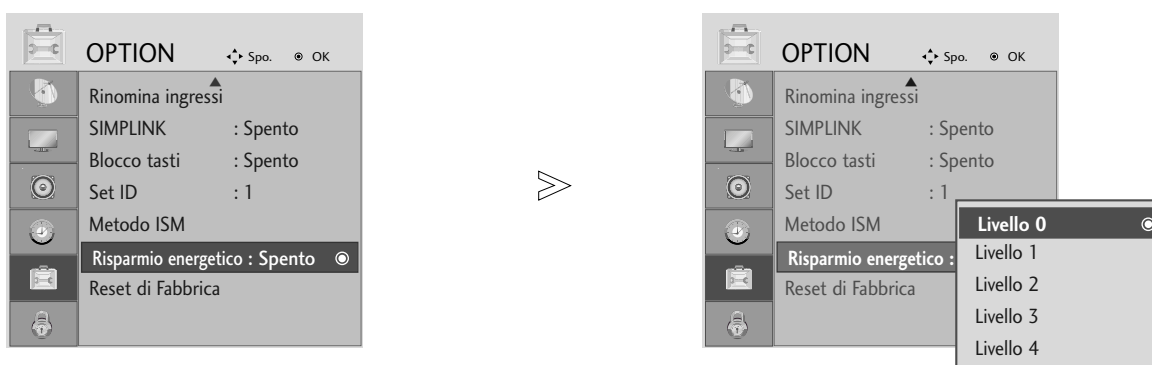 OPTION Spo. OK
Rinomina ingressi
SIMPLINK : Spento
Blocco tasti : Spento
Set ID : 1
Metodo ISM
Risparmio energetico : Spento
Reset di Fabbrica
OPTION Spo. OK
Rinomina ingressi
SIMPLINK : Spento
Blocco tasti : Spento
Set ID : 1
Metodo ISM
Risparmio energetico :
Reset di Fabbrica
Livello 0
Livello 1
Livello 2
Livello 3
Livello 4